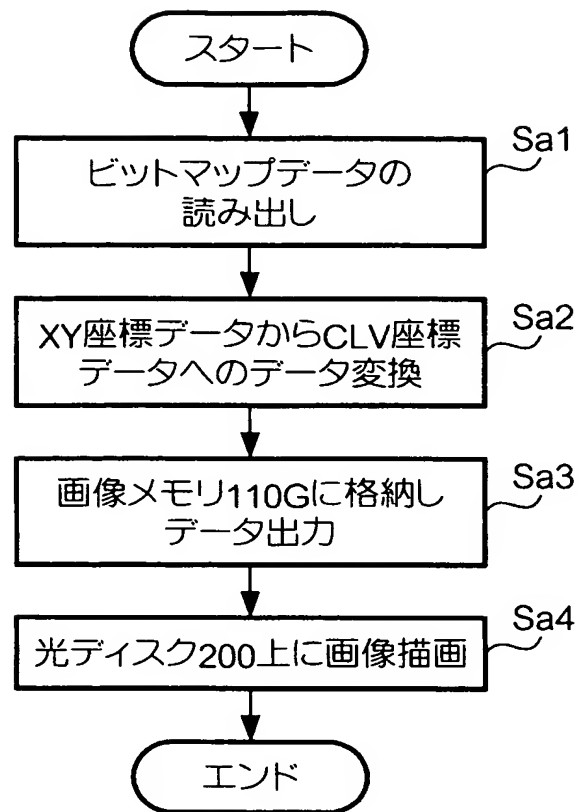 スタート
Sa1
ビットマップデータの
読み出し
Sa2
XY座標データからCLV座標
データへのデータ変換
Sa3
画像メモリ110Gに格納し
データ出力
Sa4
光ディスク200上に画像描画
エンド